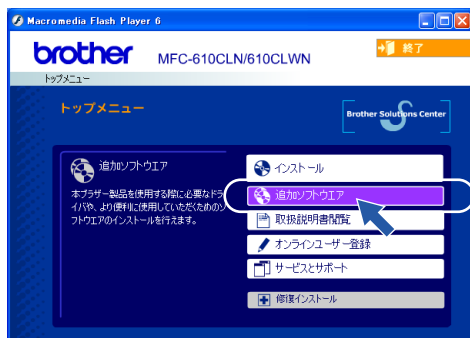 Macromedia Flash Player 6
brother
MFC-610CLN/610CLWN
終了
トップメニュー
トップメニュー
Brother Solutions Center
追加ソフトウエア
本ブラザー製品を使用する際に必要なドラ
イバや、より便利に使用していただくためのソ
フトウエアのインストールを行えます。
インストール
追加ソフトウエア
取扱説明書閲覧
オンラインユーザー登録
サービスとサポート
修復インストール